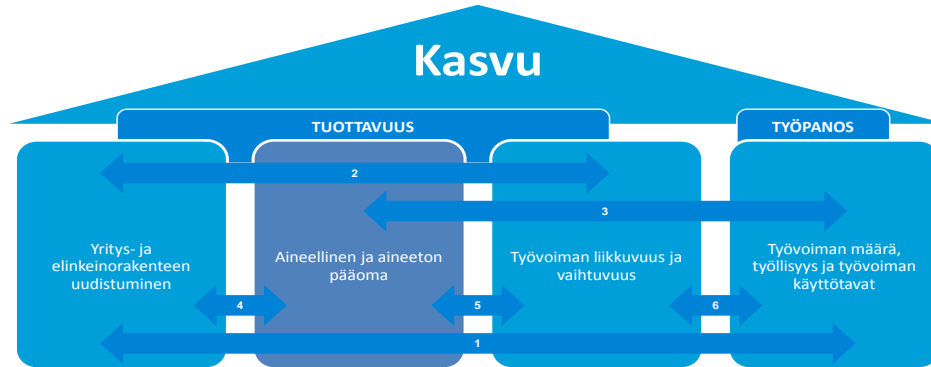 Kasvu
TUOTTAVUUS
TYÖPANOS
2
3
Yritys- ja
elinkeinorakenteen
uudistuminen
Aineellinen ja aineeton
pääoma
Työvoiman liikkuvuus ja
vaihtuvuus
Työvoiman määrä,
työllisyys ja työvoiman
käyttötavat
4
5
6
1